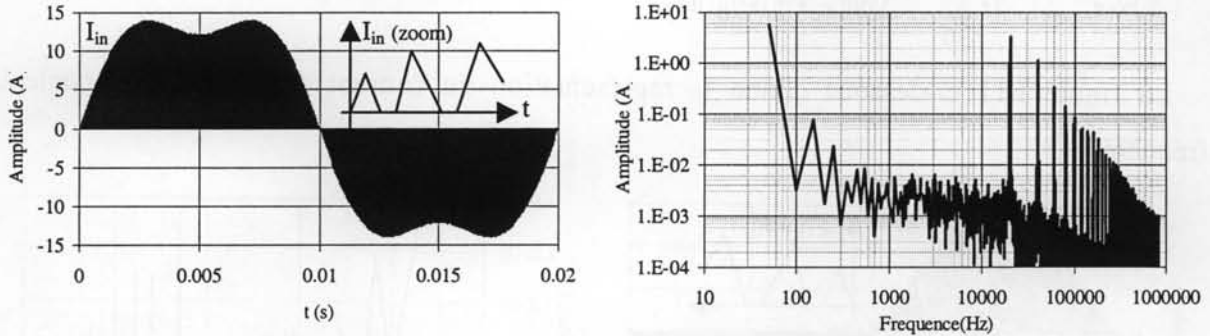 I_in
I_in (zoom)
t
Amplitude (A
15
10
5
0
-5
-10
-15
0
0.005
0.01
0.015
0.02
t (s)
Amplitude (A
1.E+01
1.E+00
1.E-01
1.E-02
1.E-03
1.E-04
10
100
1000
10000
100000
1000000
Frequence(Hz)